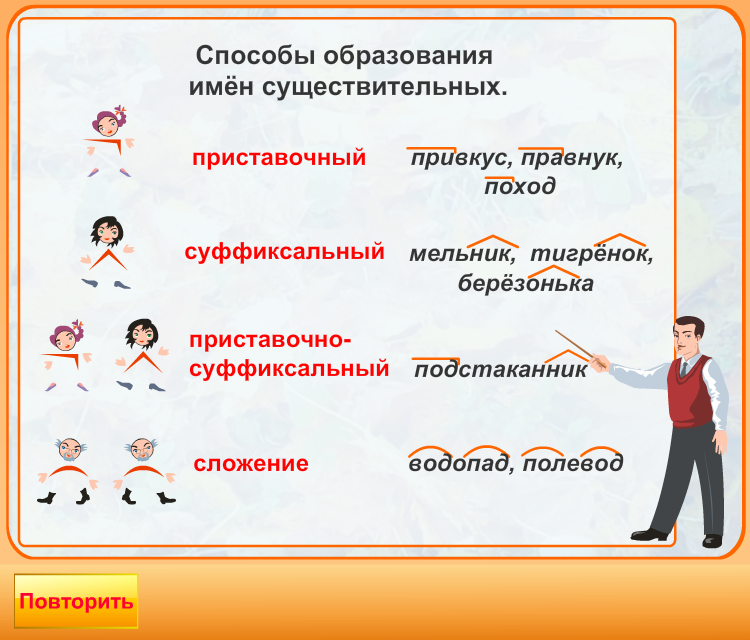 Способы образования
имён существительных.
приставочный
привкус, правнук,
поход
суффиксальный
мельник, тигрёнок,
берёзонька
приставочно-
суффиксальный
подстаканник
сложение
водопад, полевод
Повторить